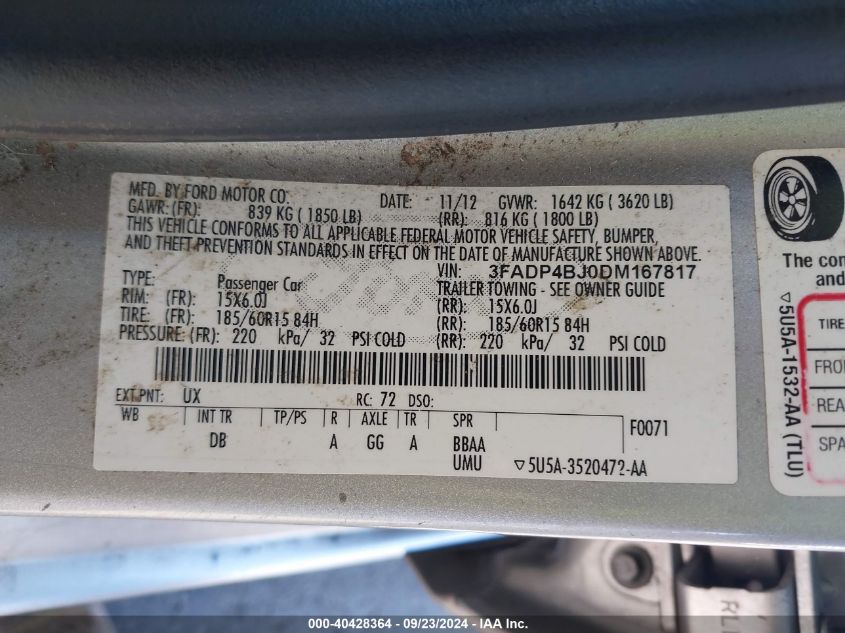 MFD. BY FORD MOTOR CO. DATE: 11/12 GVWR: 1642 KG ( 3620 LB)
GAWR: (FR): 839 KG ( 1850 LB) (RR): 816 KG ( 1800 LB)
THIS VEHICLE CONFORMS TO ALL APPLICABLE FEDERAL MOTOR VEHICLE SAFETY, BUMPER,
AND THEFT PREVENTION STANDARDS IN EFFECT ON THE DATE OF MANUFACTURE SHOWN ABOVE.
VIN: 3FADP4BJ0DM167817
TYPE: Passenger Car TRAILER TOWING - SEE OWNER GUIDE
RIM: (FR): 15X6.0J (RR): 15X6.0J
TIRE: (FR): 185/60R15 84H (RR): 185/60R15 84H
PRESSURE: (FR): 220 kPa/ 32 PSI COLD (RR): 220 kPa/ 32 PSI COLD
EXT PNT: UX RC: 72 DSO:
WB INT TR TP/PS R AXLE TR SPR F0071
DB A GG A BBAA
UMU ▽5U5A-3520472-AA
The con
and
▽5U5A-1532-AA (TLU)
TIRE
FRO
REA
SPA
RL
000-40428364 - 09/23/2024 - IAA Inc.